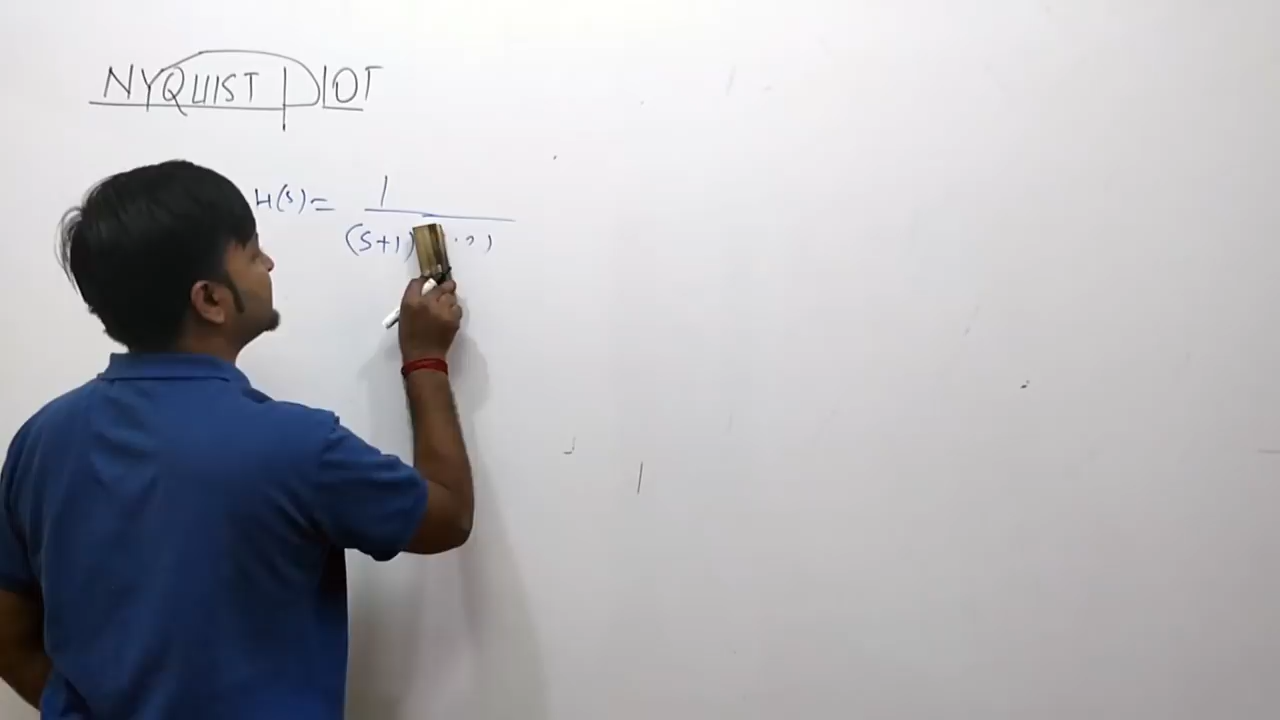 NYQUIST PLOT
H(s) = 1
(S+1)